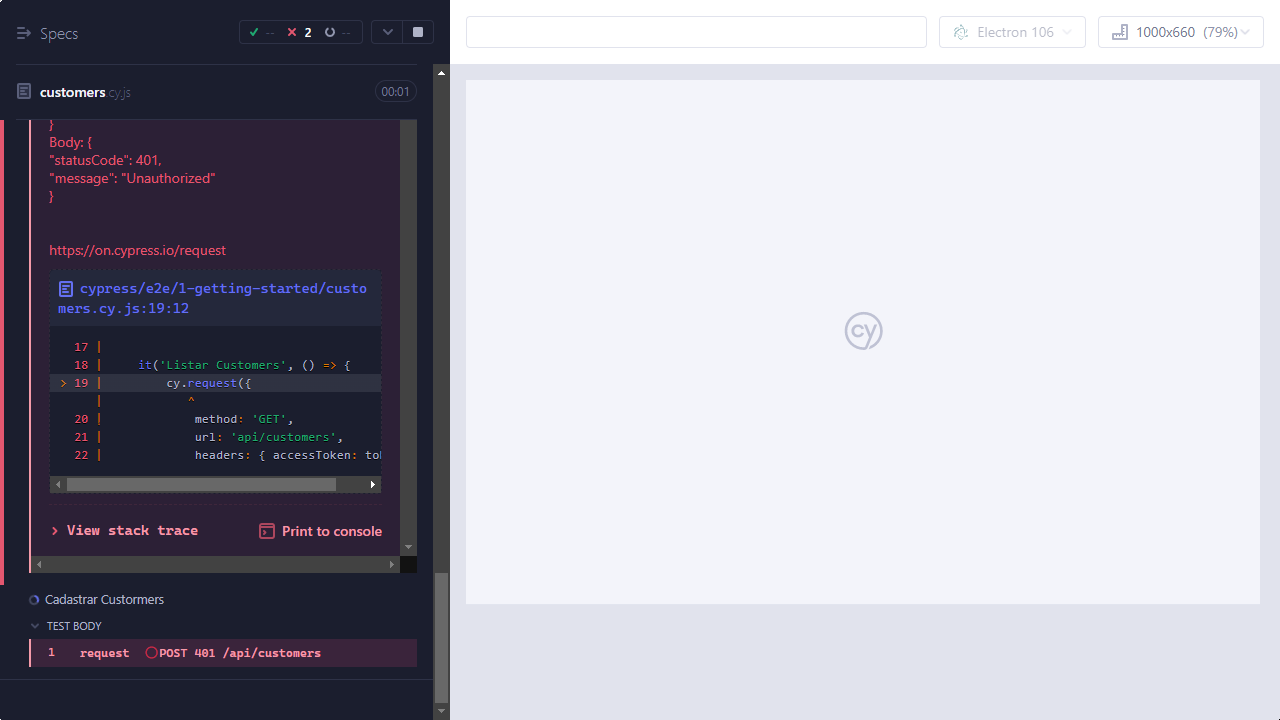 Specs
-- 2 --
customers.cy.js
00:01
}
Body: {
"statusCode": 401,
"message": "Unauthorized"
}
https://on.cypress.io/request
cypress/e2e/1-getting-started/custo
mers.cy.js:19:12
17 |
18 | it('Listar Customers', () => {
> 19 | cy.request({
| ^
20 | method: 'GET',
21 | url: 'api/customers',
22 | headers: { accessToken: tok
> View stack trace
Print to console
Cadastrar Custormers
TEST BODY
1 request POST 401 /api/customers
Electron 106
1000x660 (79%)
cy